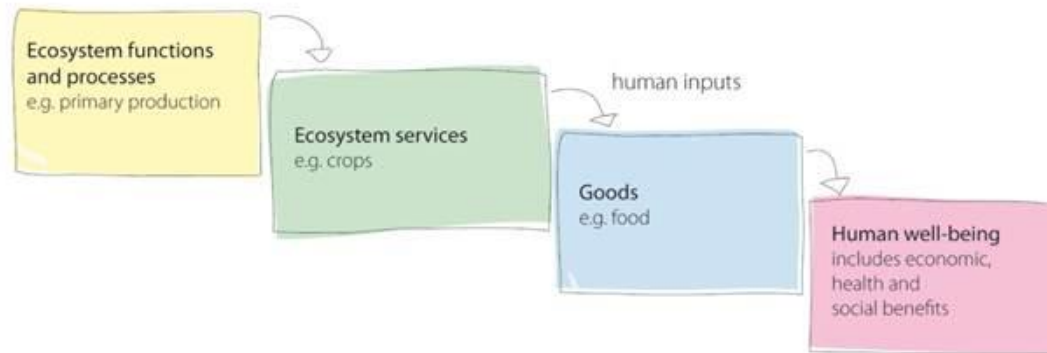 Ecosystem functions
and processes
e.g. primary production
Ecosystem services
e.g. crops
human inputs
Goods
e.g. food
Human well-being
includes economic,
health and
social benefits